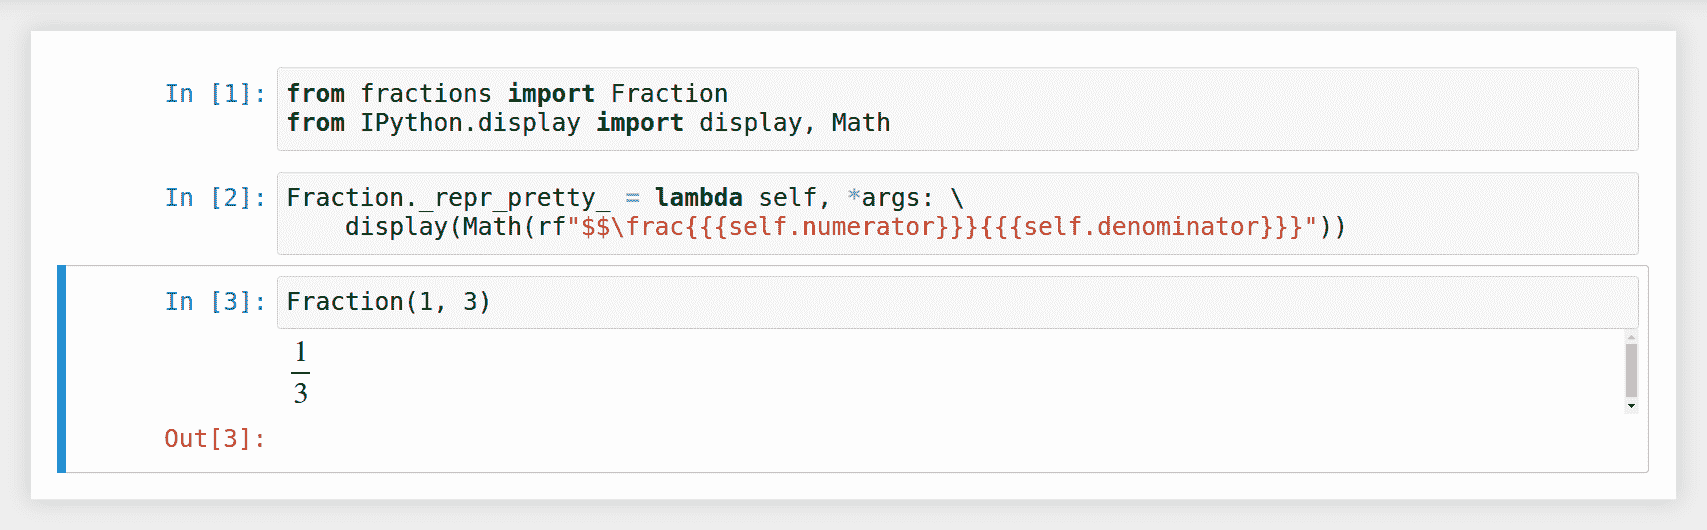 In [1]: from fractions import Fraction
from IPython.display import display, Math
In [2]: Fraction._repr_pretty_ = lambda self, *args: \
display(Math(rf"$$\frac{{{self.numerator}}}{{{self.denominator}}}"))
In [3]: Fraction(1, 3)
1
3
Out[3]: